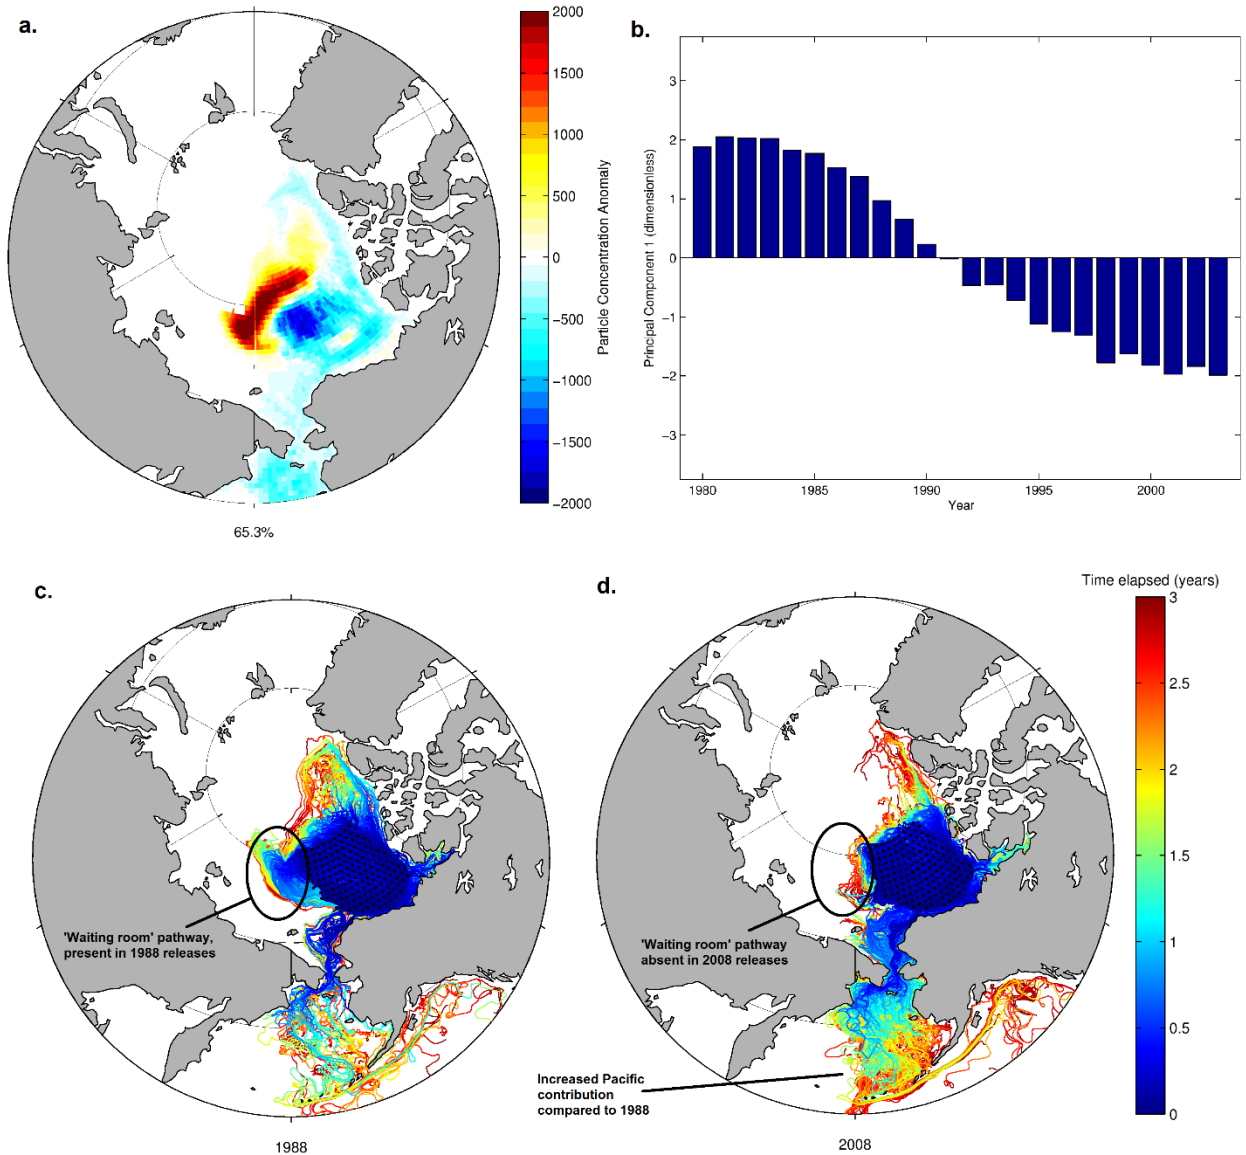 a.
2000
1500
1000
500
0
−500
−1000
−1500
−2000
Particle Concentration Anomaly
65.3%
b.
3
2
1
0
−1
−2
−3
Principal Component 1 (dimensionless)
1980
1985
1990
1995
2000
Year
c.
'Waiting room' pathway,
present in 1988 releases
1988
d.
'Waiting room' pathway
absent in 2008 releases
Increased Pacific
contribution
compared to 1988
2008
Time elapsed (years)
3
2.5
2
1.5
1
0.5
0